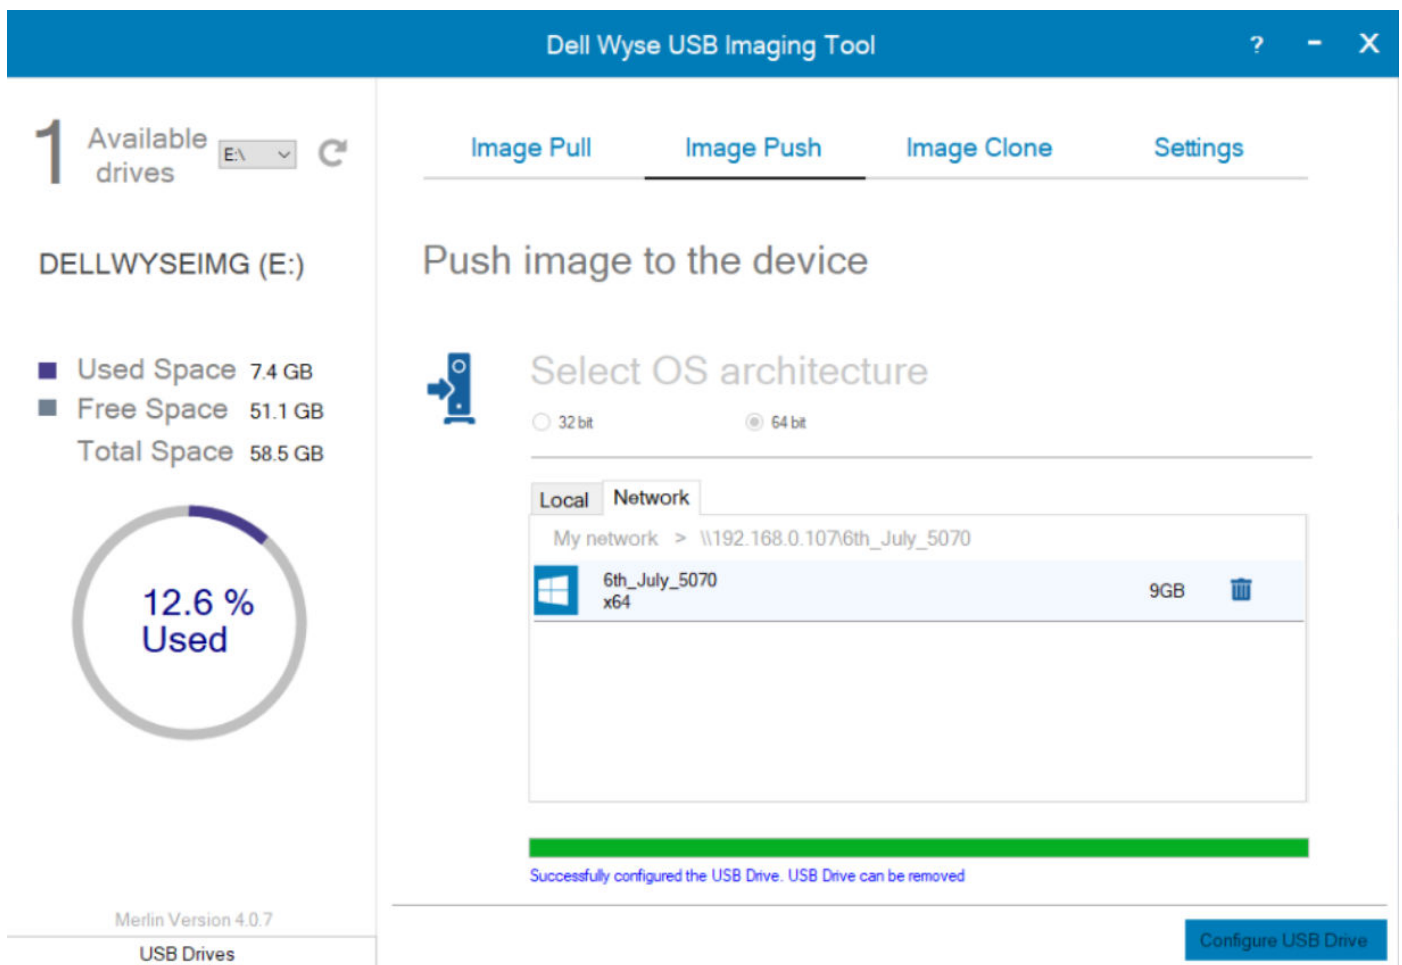 Dell Wyse USB Imaging Tool
? - X
1 Available drives E:\
DELLWYSEIMG (E:)
Used Space 7.4 GB
Free Space 51.1 GB
Total Space 58.5 GB
12.6 %
Used
Merlin Version 4.0.7
USB Drives
Image Pull Image Push Image Clone Settings
Push image to the device
Select OS architecture
32 bit 64 bit
Local Network
My network > \\192.168.0.107\6th_July_5070
6th_July_5070 9GB
x64
Successfully configured the USB Drive. USB Drive can be removed
Configure USB Drive